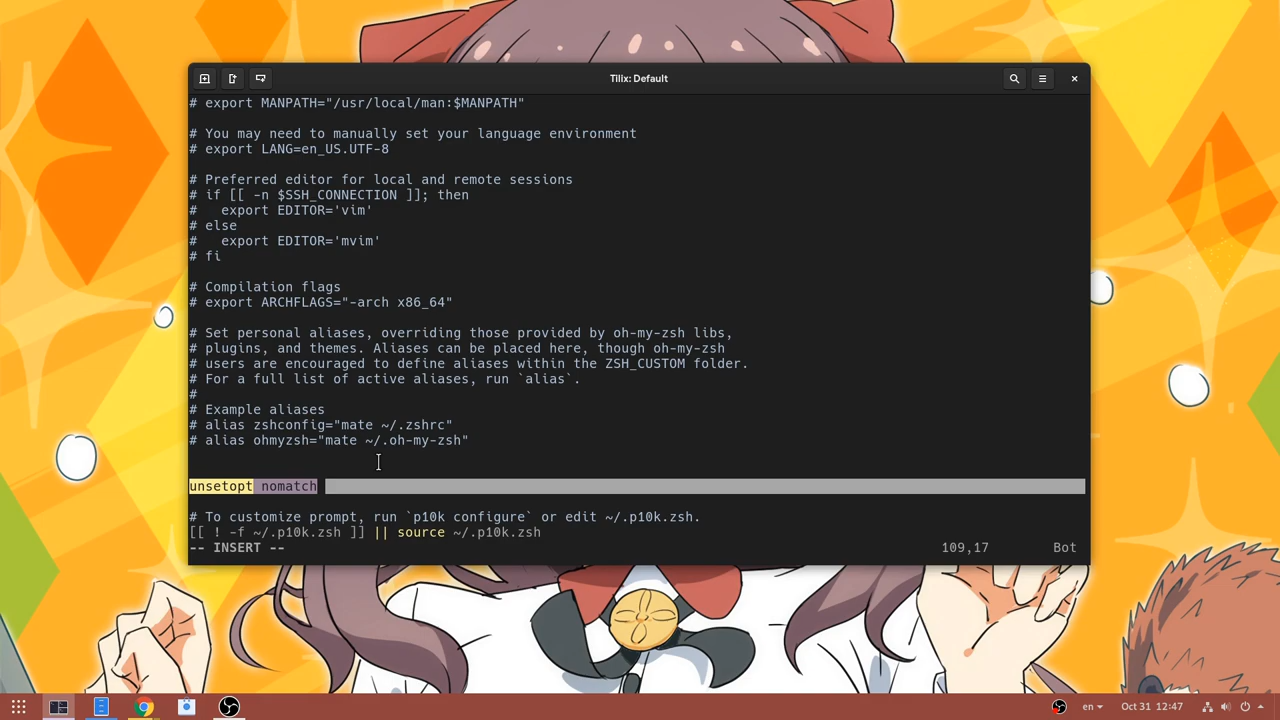 Tilix: Default
# export MANPATH="/usr/local/man:$MANPATH"
# You may need to manually set your language environment
# export LANG=en_US.UTF-8
# Preferred editor for local and remote sessions
# if [[ -n $SSH_CONNECTION ]]; then
#   export EDITOR='vim'
# else
#   export EDITOR='mvim'
# fi
# Compilation flags
# export ARCHFLAGS="-arch x86_64"
# Set personal aliases, overriding those provided by oh-my-zsh libs,
# plugins, and themes. Aliases can be placed here, though oh-my-zsh
# users are encouraged to define aliases within the ZSH_CUSTOM folder.
# For a full list of active aliases, run `alias`.
#
# Example aliases
# alias zshconfig="mate ~/.zshrc"
# alias ohmyzsh="mate ~/.oh-my-zsh"
unsetopt nomatch
# To customize prompt, run `p10k configure` or edit ~/.p10k.zsh.
[[ ! -f ~/.p10k.zsh ]] || source ~/.p10k.zsh
-- INSERT -- 109,17 Bot
en Oct 31 12:47